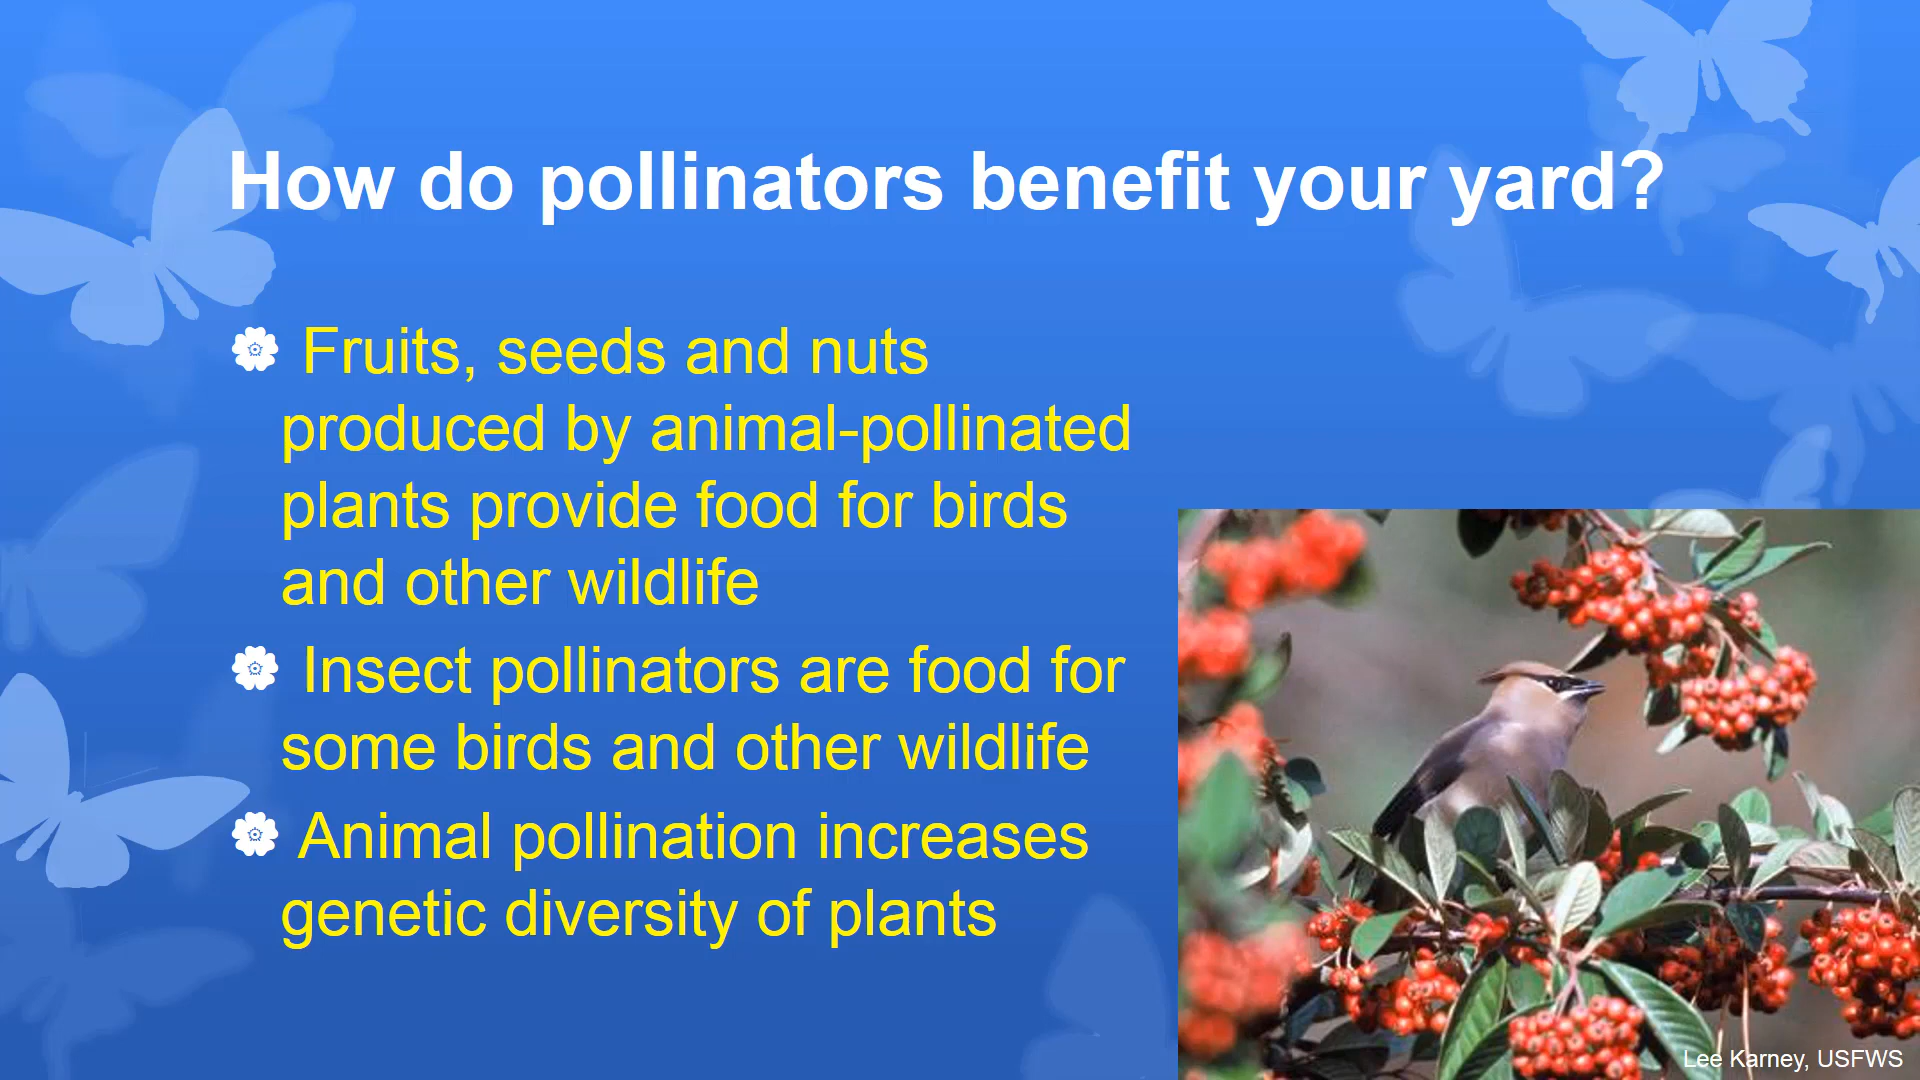 How do pollinators benefit your yard?
Fruits, seeds and nuts
produced by animal-pollinated
plants provide food for birds
and other wildlife
Insect pollinators are food for
some birds and other wildlife
Animal pollination increases
genetic diversity of plants
Lee Karney, USFWS